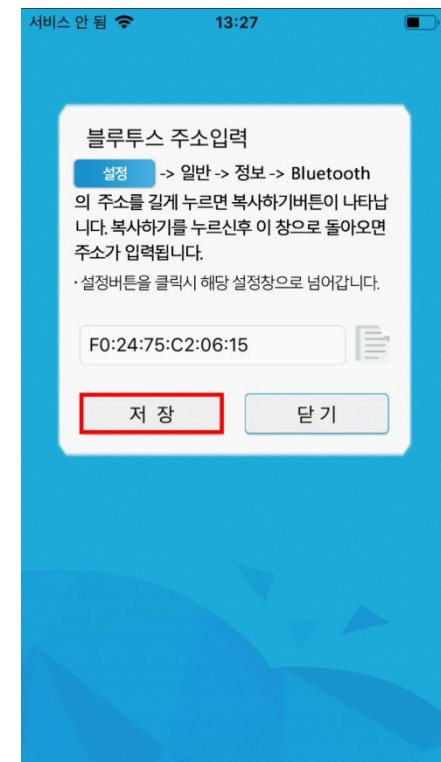 서비스 안 됨 13:27
블루투스 주소입력
설정 -> 일반 -> 정보 -> Bluetooth
의 주소를 길게 누르면 복사하기버튼이 나타납
니다. 복사하기를 누르신후 이 창으로 돌아오면
주소가 입력됩니다.
· 설정버튼을 클릭시 해당 설정창으로 넘어갑니다.
F0:24:75:C2:06:15
저 장 닫 기